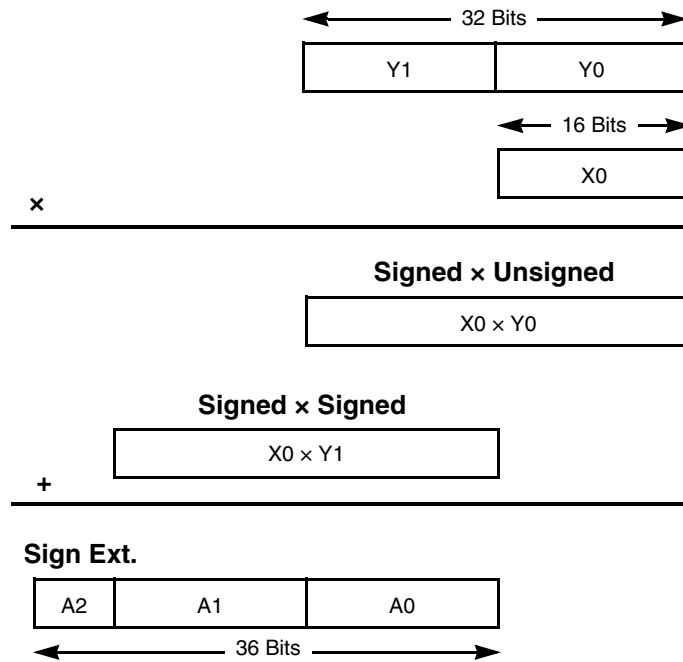 32 Bits
Y1 Y0
16 Bits
X0
×
Signed × Unsigned
X0 × Y0
Signed × Signed
X0 × Y1
+
Sign Ext.
A2 A1 A0
36 Bits